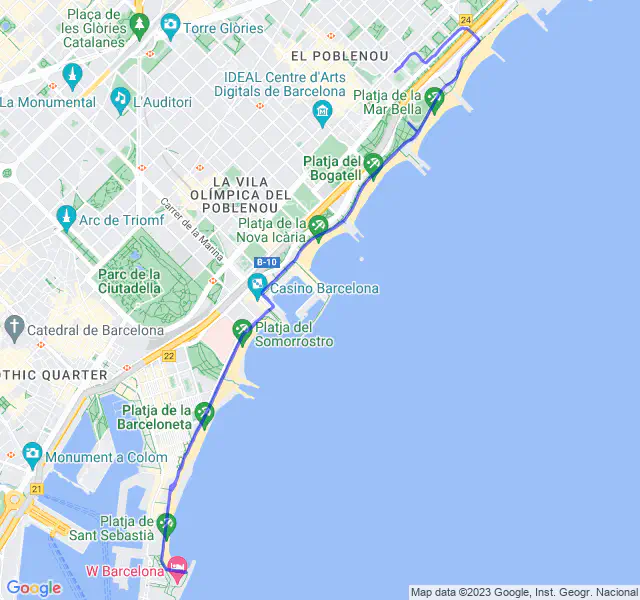 Plaça de
les Glòries
Catalanes
Torre Glòries
24
EL POBLENOU
La Monumental
L'Auditori
IDEAL Centre d'Arts
Digitals de Barcelona
Platja de la
Mar Bella
Platja del
Bogatell
LA VILA
OLÍMPICA DEL
POBLENOU
Arc de Triomf
Carrer de la Marina
Platja de la
Nova Icària
B-10
Parc de la
Ciutadella
Casino Barcelona
Catedral de Barcelona
Platja del
Somorrostro
22
OTHIC QUARTER
Platja de la
Barceloneta
Monument a Colom
21
Platja de
Sant Sebastià
W Barcelona
Google
Map data ©2023 Google, Inst. Geogr. Nacional